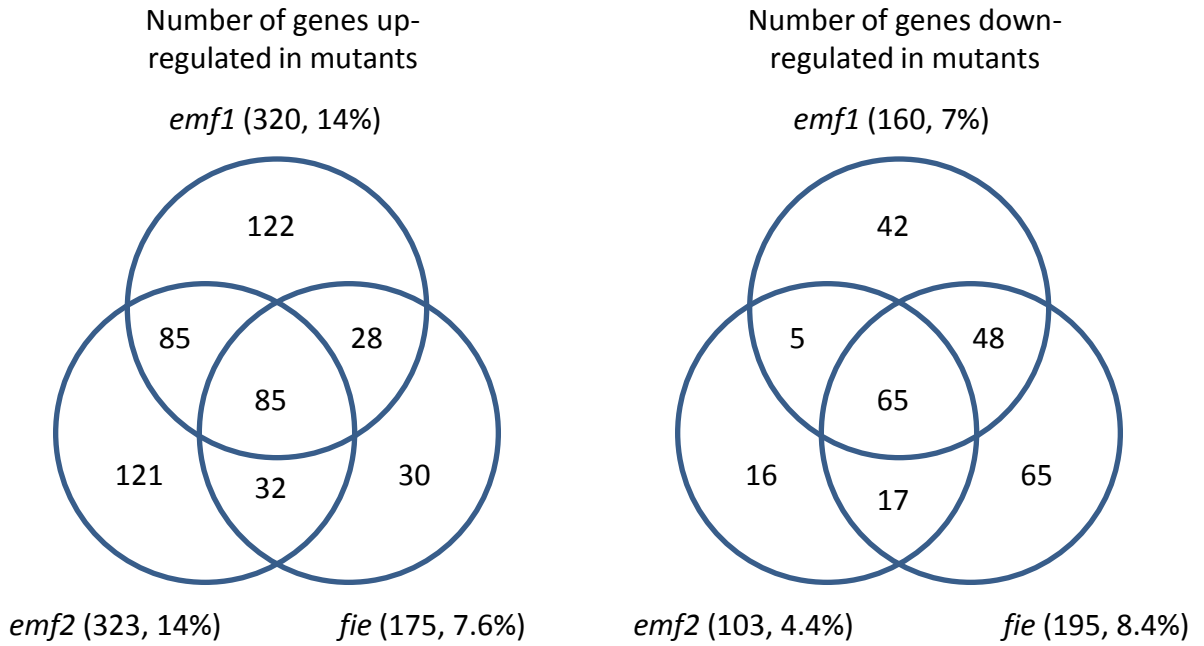 Number of genes up-
regulated in mutants
emf1 (320, 14%)
122
85
28
85
121
32
30
emf2 (323, 14%)
fie (175, 7.6%)
Number of genes down-
regulated in mutants
emf1 (160, 7%)
42
5
48
65
16
17
65
emf2 (103, 4.4%)
fie (195, 8.4%)